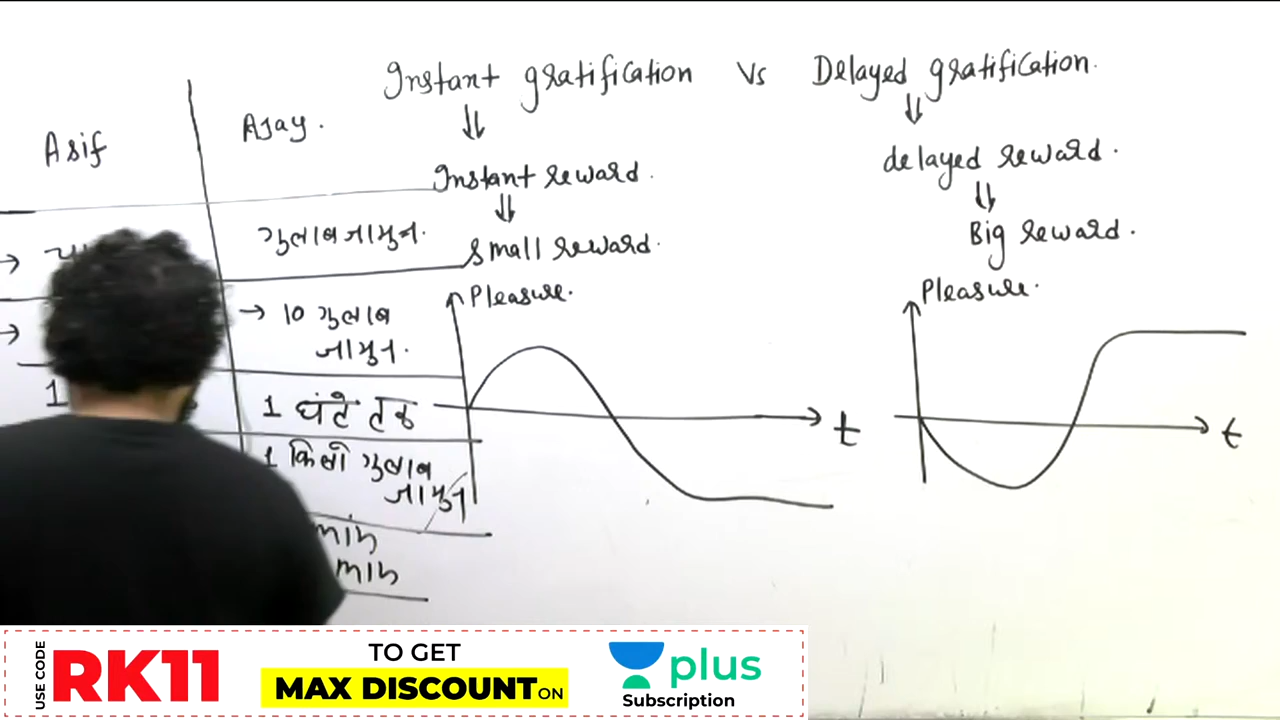 Instant gratification Vs Delayed gratification.
Asif
Ajay.
Instant reward.
small reward.
delayed reward.
Big reward.
गुलाब जामुन.
→ 10 गुलाब
जामुन.
1 घंटे तक
1 किलो गुलाब
जामुन
min
min
Pleasure.
t
Pleasure.
t
1
USE CODE
RK11
TO GET
MAX DISCOUNT ON
plus
Subscription